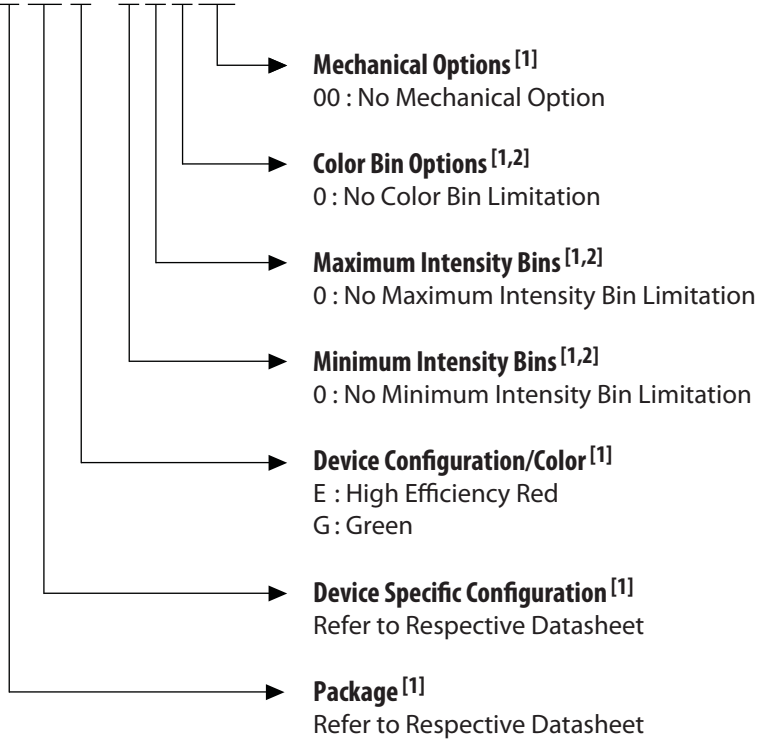 Mechanical Options [1]
00 : No Mechanical Option
Color Bin Options [1,2]
0 : No Color Bin Limitation
Maximum Intensity Bins [1,2]
0 : No Maximum Intensity Bin Limitation
Minimum Intensity Bins [1,2]
0 : No Minimum Intensity Bin Limitation
Device Configuration/Color [1]
E : High Efficiency Red
G : Green
Device Specific Configuration [1]
Refer to Respective Datasheet
Package [1]
Refer to Respective Datasheet